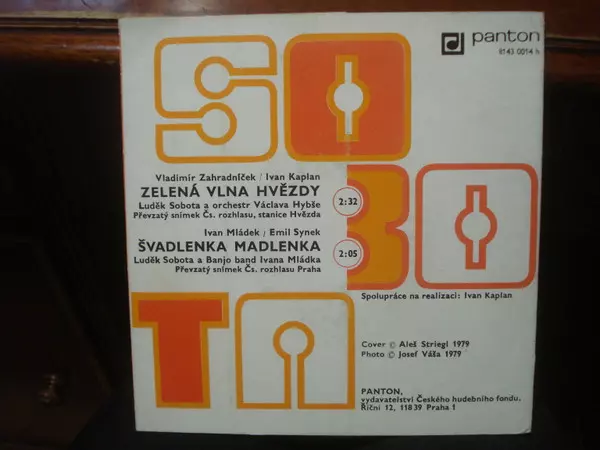 SO
BO
TA
panton
8143 0014 h
Vladimír Zahradníček / Ivan Kaplan
ZELENÁ VLNA HVĚZDY
2:32
Luděk Sobota a orchestr Václava Hybše
Převzatý snímek Čs. rozhlasu, stanice Hvězda
Ivan Mládek / Emil Synek
ŠVADLENKA MADLENKA
2:05
Luděk Sobota a Banjo band Ivana Mládka
Převzatý snímek Čs. rozhlasu Praha
Spolupráce na realizaci: Ivan Kaplan
Cover © Aleš Striegl 1979
Photo © Josef Váša 1979
PANTON,
vydavatelství Českého hudebního fondu.
Říční 12, 118 39 Praha 1